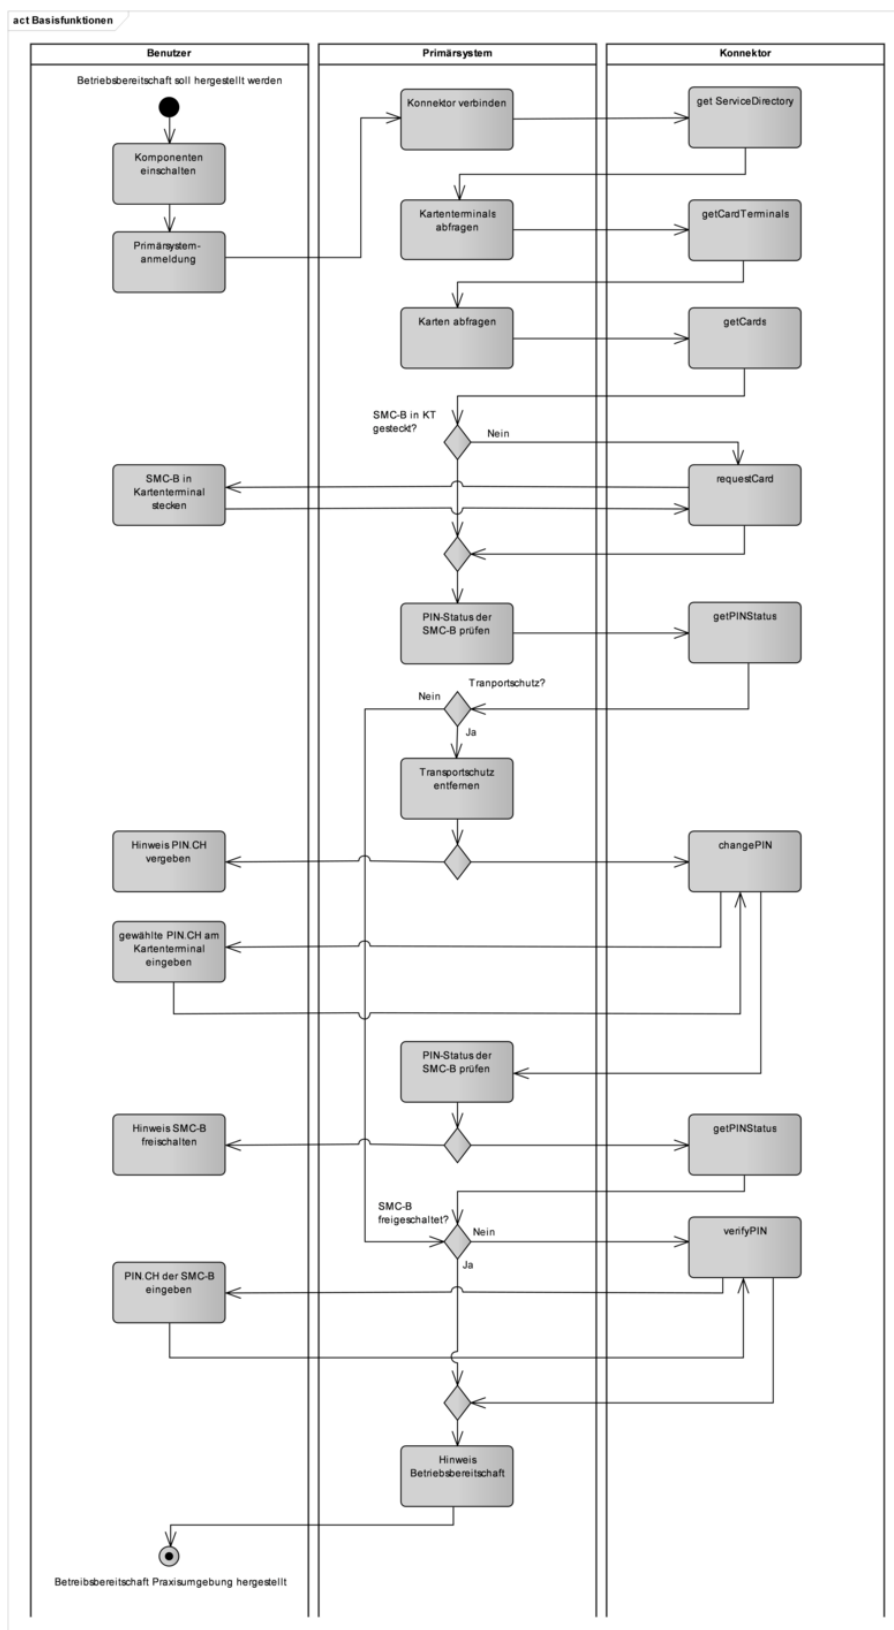 act Basisfunktionen
Benutzer
Primärsystem
Konnektor
Betriebsbereitschaft soll hergestellt werden
Konnektor verbinden
get ServiceDirectory
Komponenten
einschalten
Primärsystem-
anmeldung
Kartenterminals
abfragen
getCardTerminals
Karten abfragen
getCards
SMC-B in KT
gesteckt?
Nein
SMC-B in
Kartenterminal
stecken
requestCard
PIN-Status der
SMC-B prüfen
getPINStatus
Tranportschutz?
Nein
Ja
Transportschutz
entfernen
Hinweis PIN.CH
vergeben
changePIN
gewählte PIN.CH am
Kartenterminal
eingeben
PIN-Status der
SMC-B prüfen
Hinweis SMC-B
freischalten
getPINStatus
SMC-B
freigeschaltet?
Nein
verifyPIN
Ja
PIN.CH der SMC-B
eingeben
Hinweis
Betriebsbereitschaft
Betreibsbereitschaft Praxisumgebung hergestellt